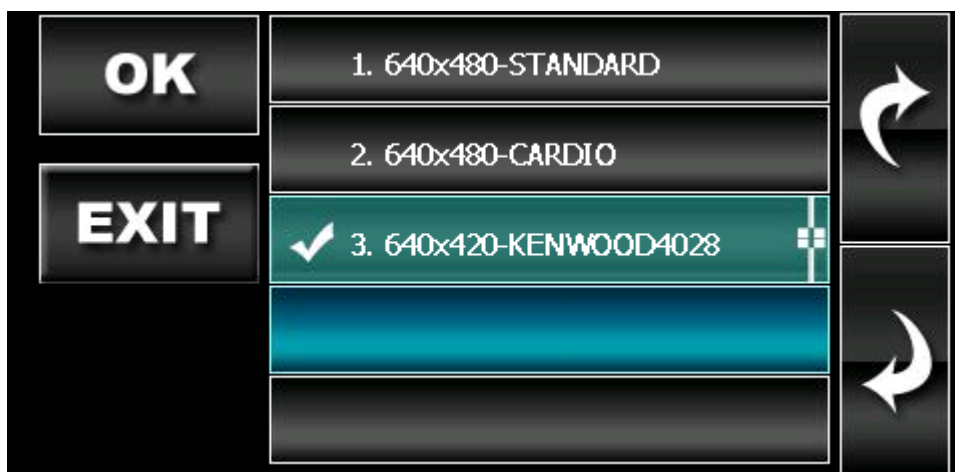 OK
EXIT
1. 640x480-STANDARD
2. 640x480-CARDIO
3. 640x420-KENWOOD4028